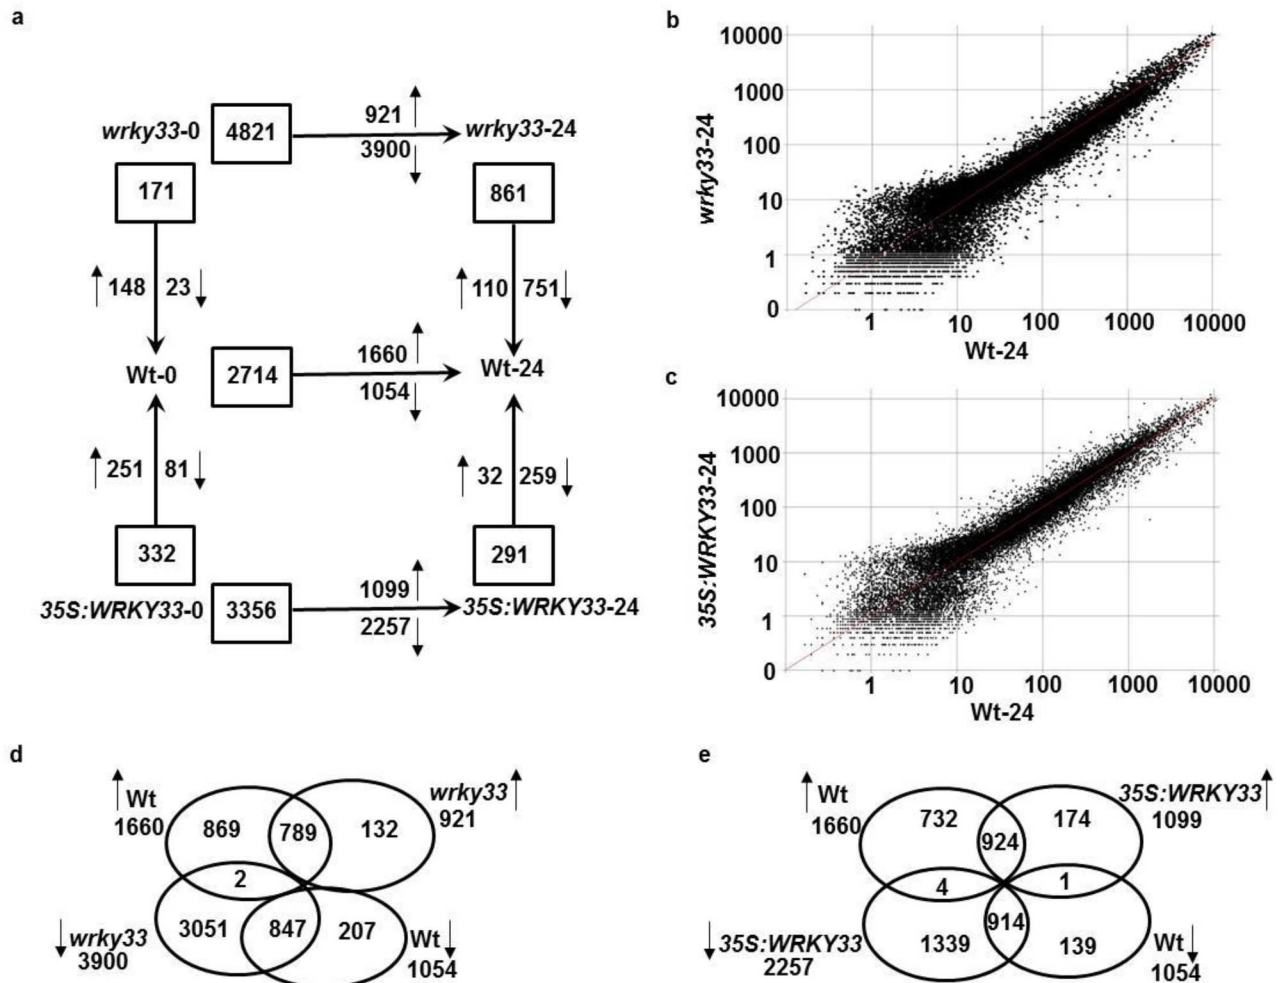 a
wrky33-0
4821
921
3900
wrky33-24
171
861
148
23
110
751
Wt-0
2714
1660
1054
Wt-24
251
81
32
259
332
291
35S:WRKY33-0
3356
1099
2257
35S:WRKY33-24
b
10000
1000
100
10
1
0
wrky33-24
1
10
100
1000
10000
Wt-24
c
10000
1000
100
10
1
0
35S:WRKY33-24
1
10
100
1000
10000
Wt-24
d
Wt
1660
wrky33
921
869
789
132
2
3051
847
207
wrky33
3900
Wt
1054
e
Wt
1660
35S:WRKY33
1099
732
924
174
4
1
914
1339
139
35S:WRKY33
2257
Wt
1054